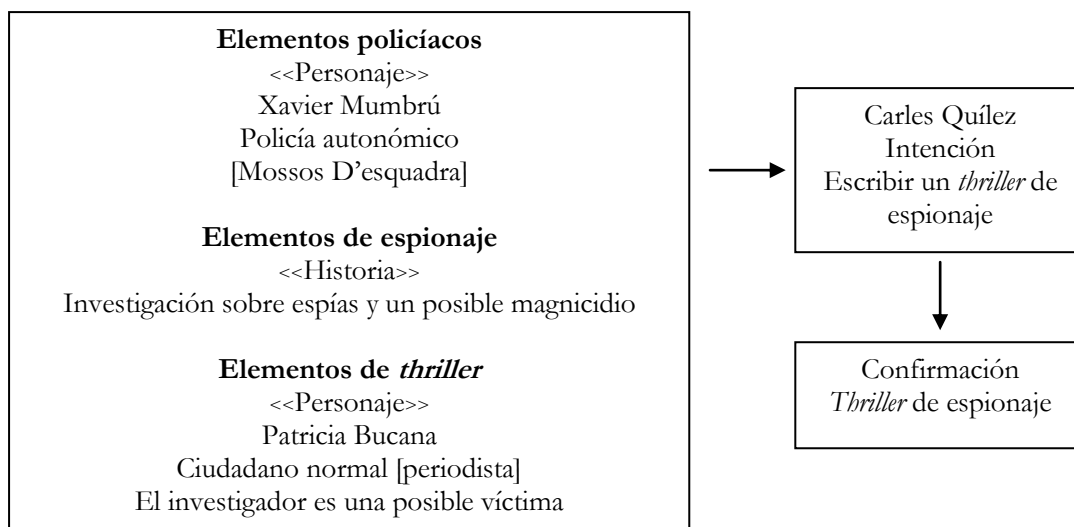 Elementos policíacos
<<Personaje>>
Xavier Mumbrú
Policía autonómico
[Mossos D’esquadra]
Elementos de espionaje
<<Historia>>
Investigación sobre espías y un posible magnicidio
Elementos de thriller
<<Personaje>>
Patricia Bucana
Ciudadano normal [periodista]
El investigador es una posible víctima
Carles Quílez
Intención
Escribir un thriller de
espionaje
Confirmación
Thriller de espionaje